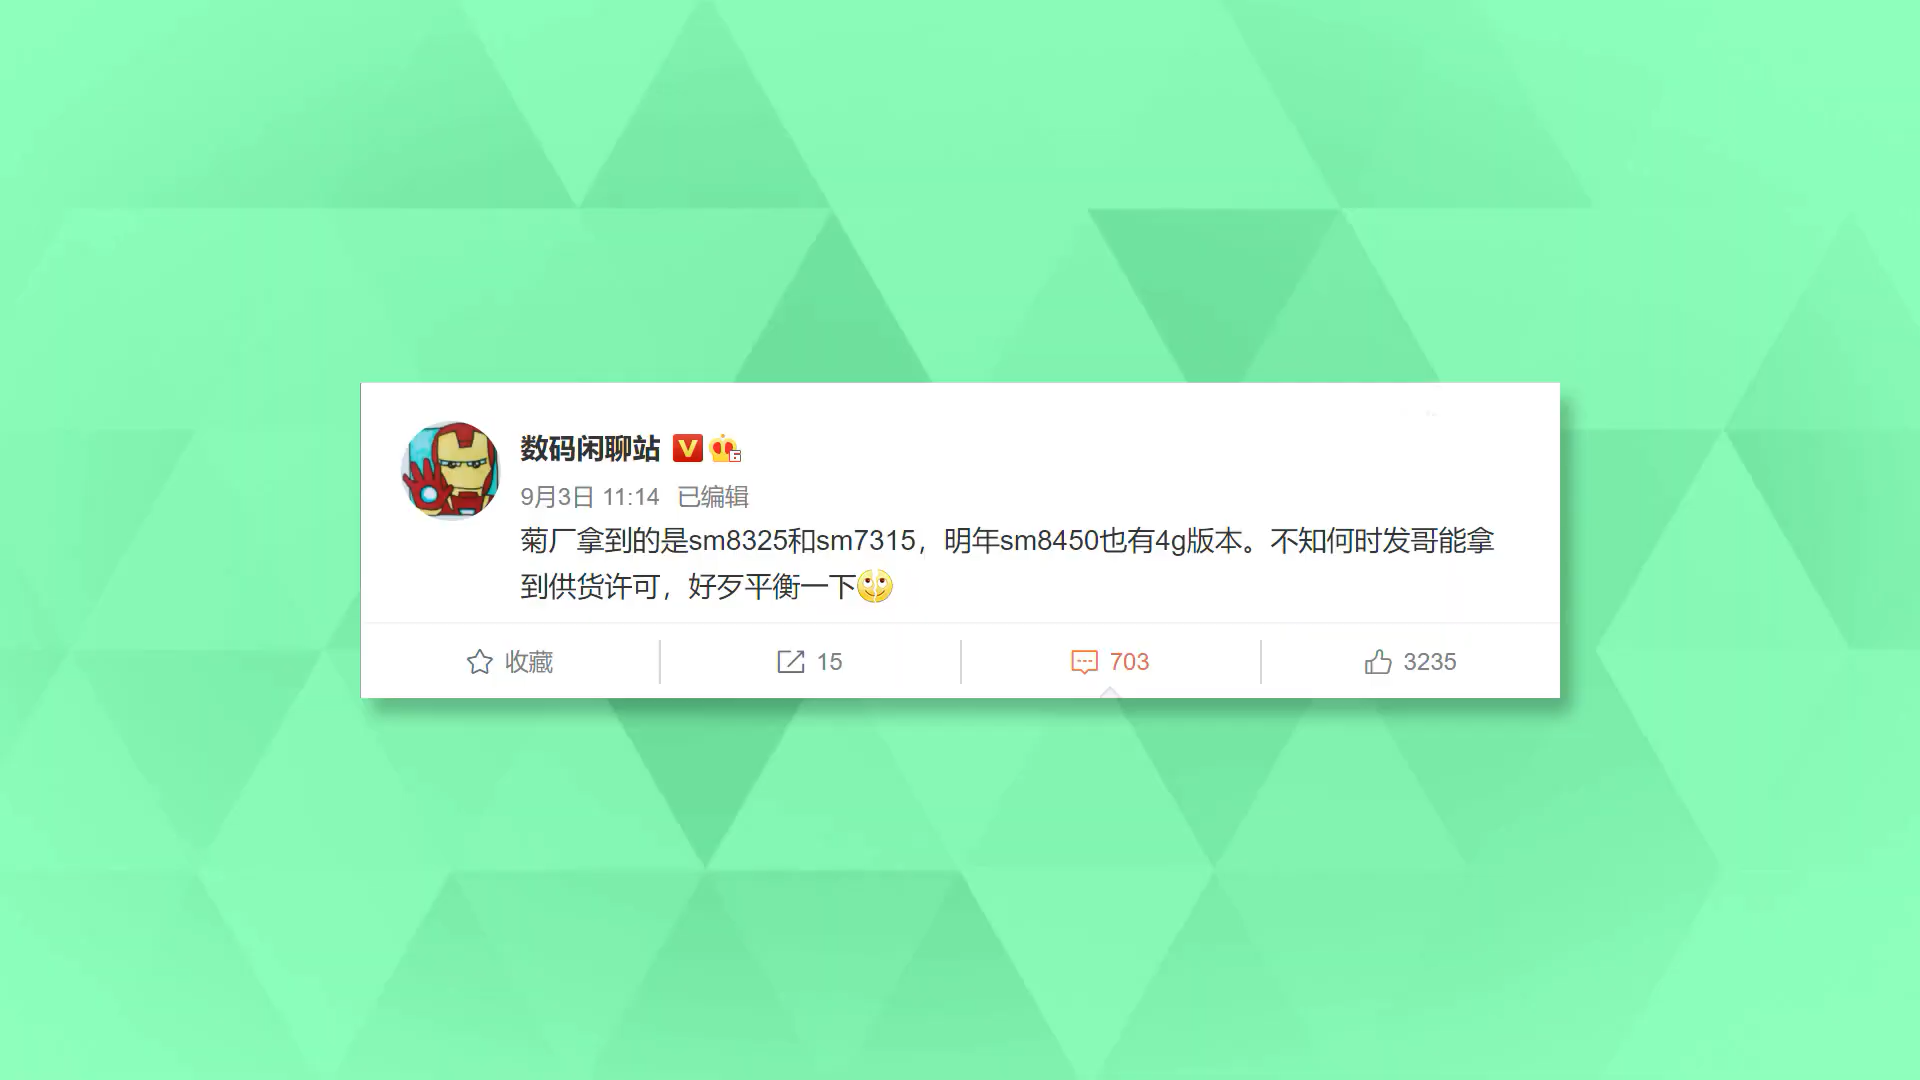 数码闲聊站
9月3日 11:14 已编辑
菊厂拿到的是sm8325和sm7315，明年sm8450也有4g版本。不知何时发哥能拿
到供货许可，好歹平衡一下
收藏
15
703
3235